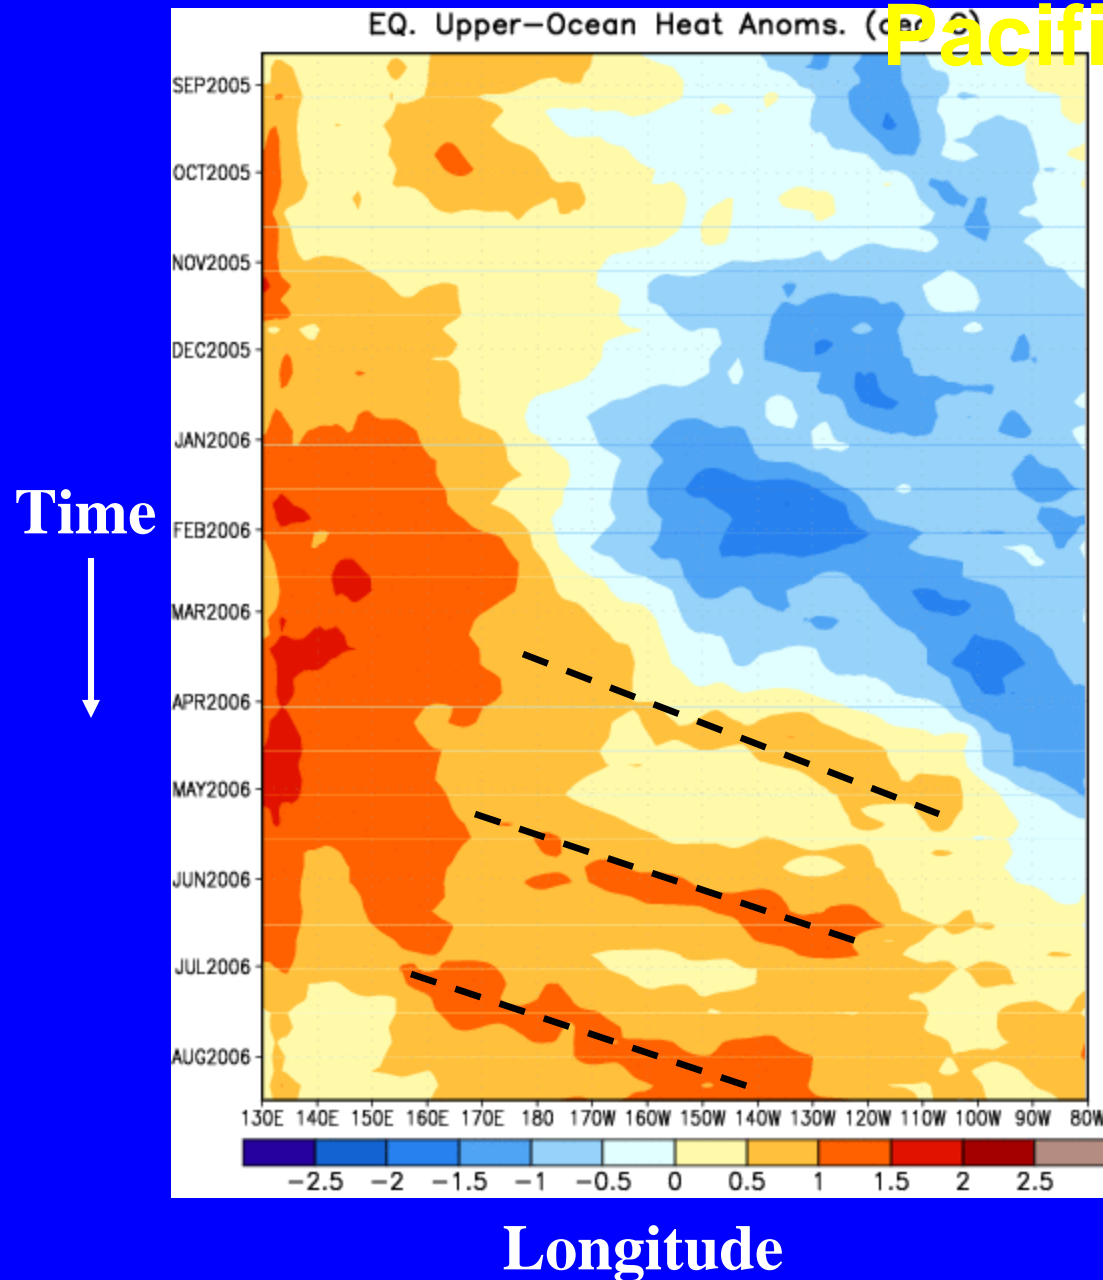 EQ. Upper-Ocean Heat Anoms. (deg C)
Pacifi
SEP2005
OCT2005
NOV2005
DEC2005
JAN2006
Time
FEB2006
MAR2006
APR2006
MAY2006
JUN2006
JUL2006
AUG2006
130E 140E 150E 160E 170E 180 170W 160W 150W 140W 130W 120W 110W 100W 90W 80W
-2.5 -2 -1.5 -1 -0.5 0 0.5 1 1.5 2 2.5
Longitude